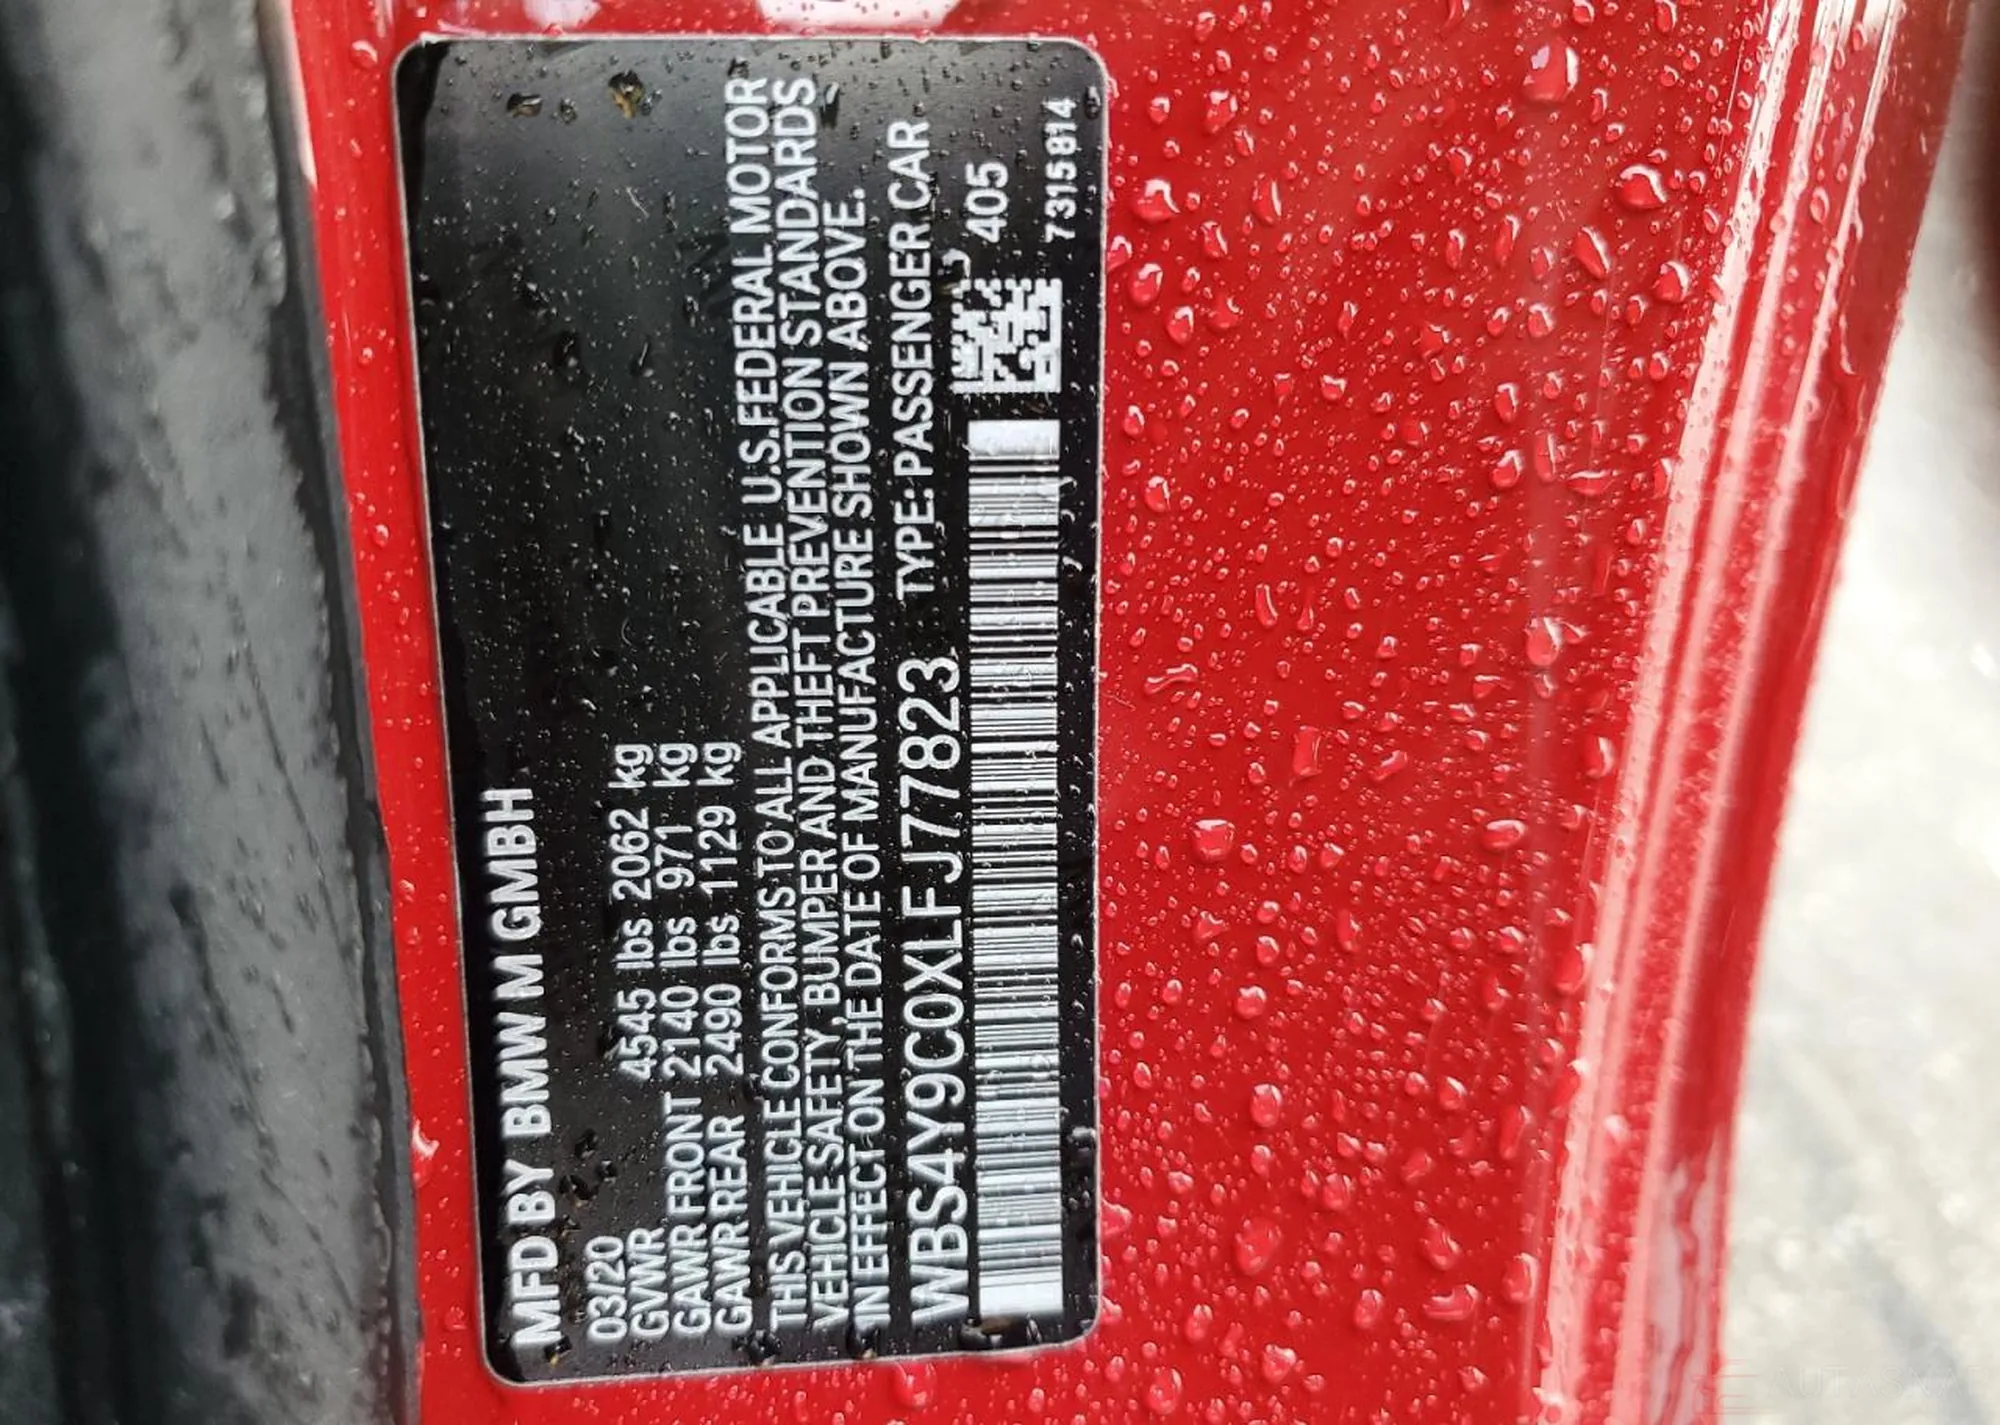 MFD BY BMW M GMBH
03/20
GVWR 4545 lbs 2062 kg
GAWR FRONT 2140 lbs 971 kg
GAWR REAR 2490 lbs 1129 kg
THIS VEHICLE CONFORMS TO ALL APPLICABLE U.S.FEDERAL MOTOR
VEHICLE SAFETY, BUMPER AND THEFT PREVENTION STANDARDS
IN EFFECT ON THE DATE OF MANUFACTURE SHOWN ABOVE.
WBS4Y9C0XLFJ77823 TYPE: PASSENGER CAR
405
7315814